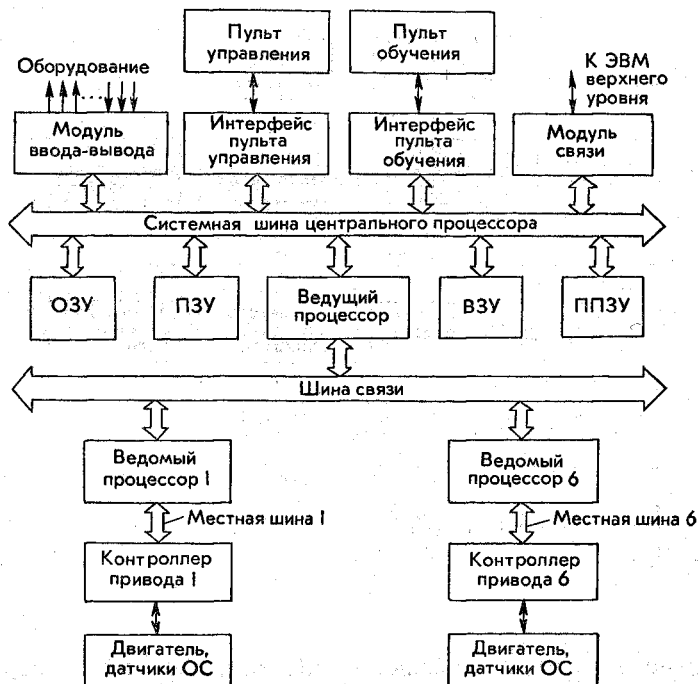 Пульт
управления
Пульт
обучения
Оборудование
К ЭВМ
верхнего
уровня
Модуль
ввода-вывода
Интерфейс
пульта
управления
Интерфейс
пульта
обучения
Модуль
связи
Системная шина центрального процессора
ОЗУ
ПЗУ
Ведущий
процессор
ВЗУ
ППЗУ
Шина связи
Ведомый
процессор 1
Ведомый
процессор 6
Местная шина 1
Местная шина 6
Контроллер
привода 1
Контроллер
привода 6
Двигатель,
датчики ОС
Двигатель,
датчики ОС